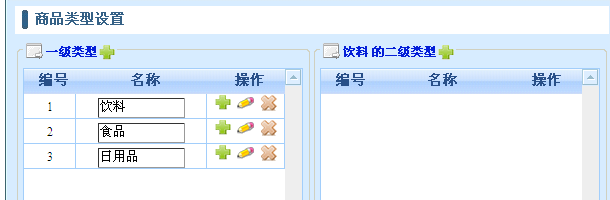 商品类型设置
一级类型
编号 名称 操作
1 饮料
2 食品
3 日用品
饮料 的二级类型
编号 名称 操作